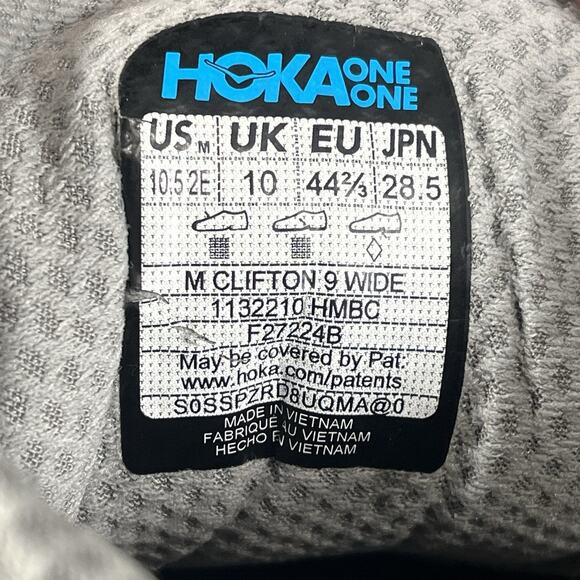 HOKA ONE ONE
US M UK EU JPN
10.5 2E 10 44 2/3 28.5
M CLIFTON 9 WIDE
1132210 HMBC
F27224B
May be covered by Pat:
www.hoka.com/patents
S0SSPZRD8UQMA@0
MADE IN VIETNAM
FABRIQUÉ AU VIETNAM
HECHO EN VIETNAM